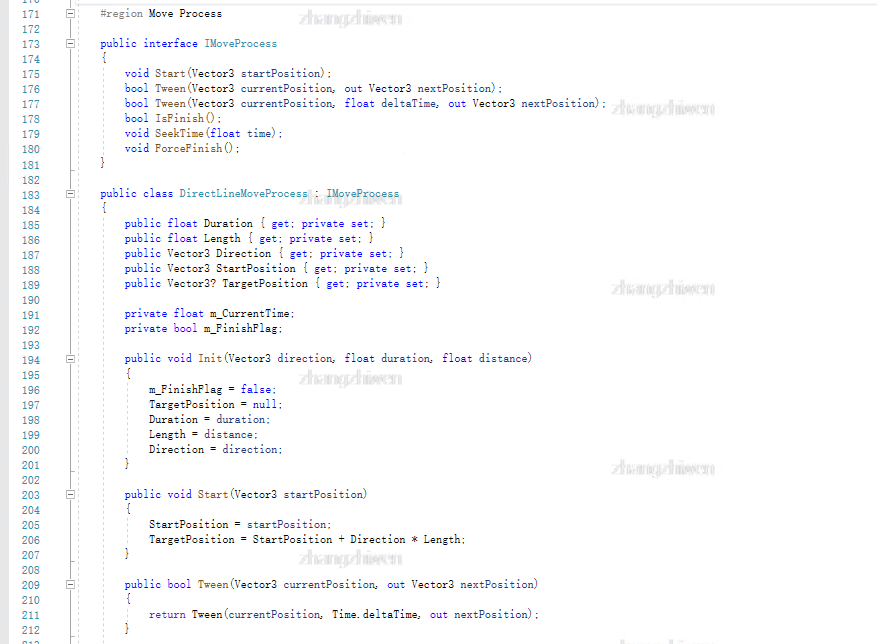 171 #region Move Process
172
173 public interface IMoveProcess
174 {
175 void Start(Vector3 startPosition);
176 bool Tween(Vector3 currentPosition, out Vector3 nextPosition);
177 bool Tween(Vector3 currentPosition, float deltaTime, out Vector3 nextPosition);
178 bool IsFinish();
179 void SeekTime(float time);
180 void ForceFinish();
181 }
182
183 public class DirectLineMoveProcess : IMoveProcess
184 {
185 public float Duration { get; private set; }
186 public float Length { get; private set; }
187 public Vector3 Direction { get; private set; }
188 public Vector3 StartPosition { get; private set; }
189 public Vector3? TargetPosition { get; private set; }
190
191 private float m_CurrentTime;
192 private bool m_FinishFlag;
193
194 public void Init(Vector3 direction, float duration, float distance)
195 {
196 m_FinishFlag = false;
197 TargetPosition = null;
198 Duration = duration;
199 Length = distance;
200 Direction = direction;
201 }
202
203 public void Start(Vector3 startPosition)
204 {
205 StartPosition = startPosition;
206 TargetPosition = StartPosition + Direction * Length;
207 }
208
209 public bool Tween(Vector3 currentPosition, out Vector3 nextPosition)
210 {
211 return Tween(currentPosition, Time.deltaTime, out nextPosition);
212 }